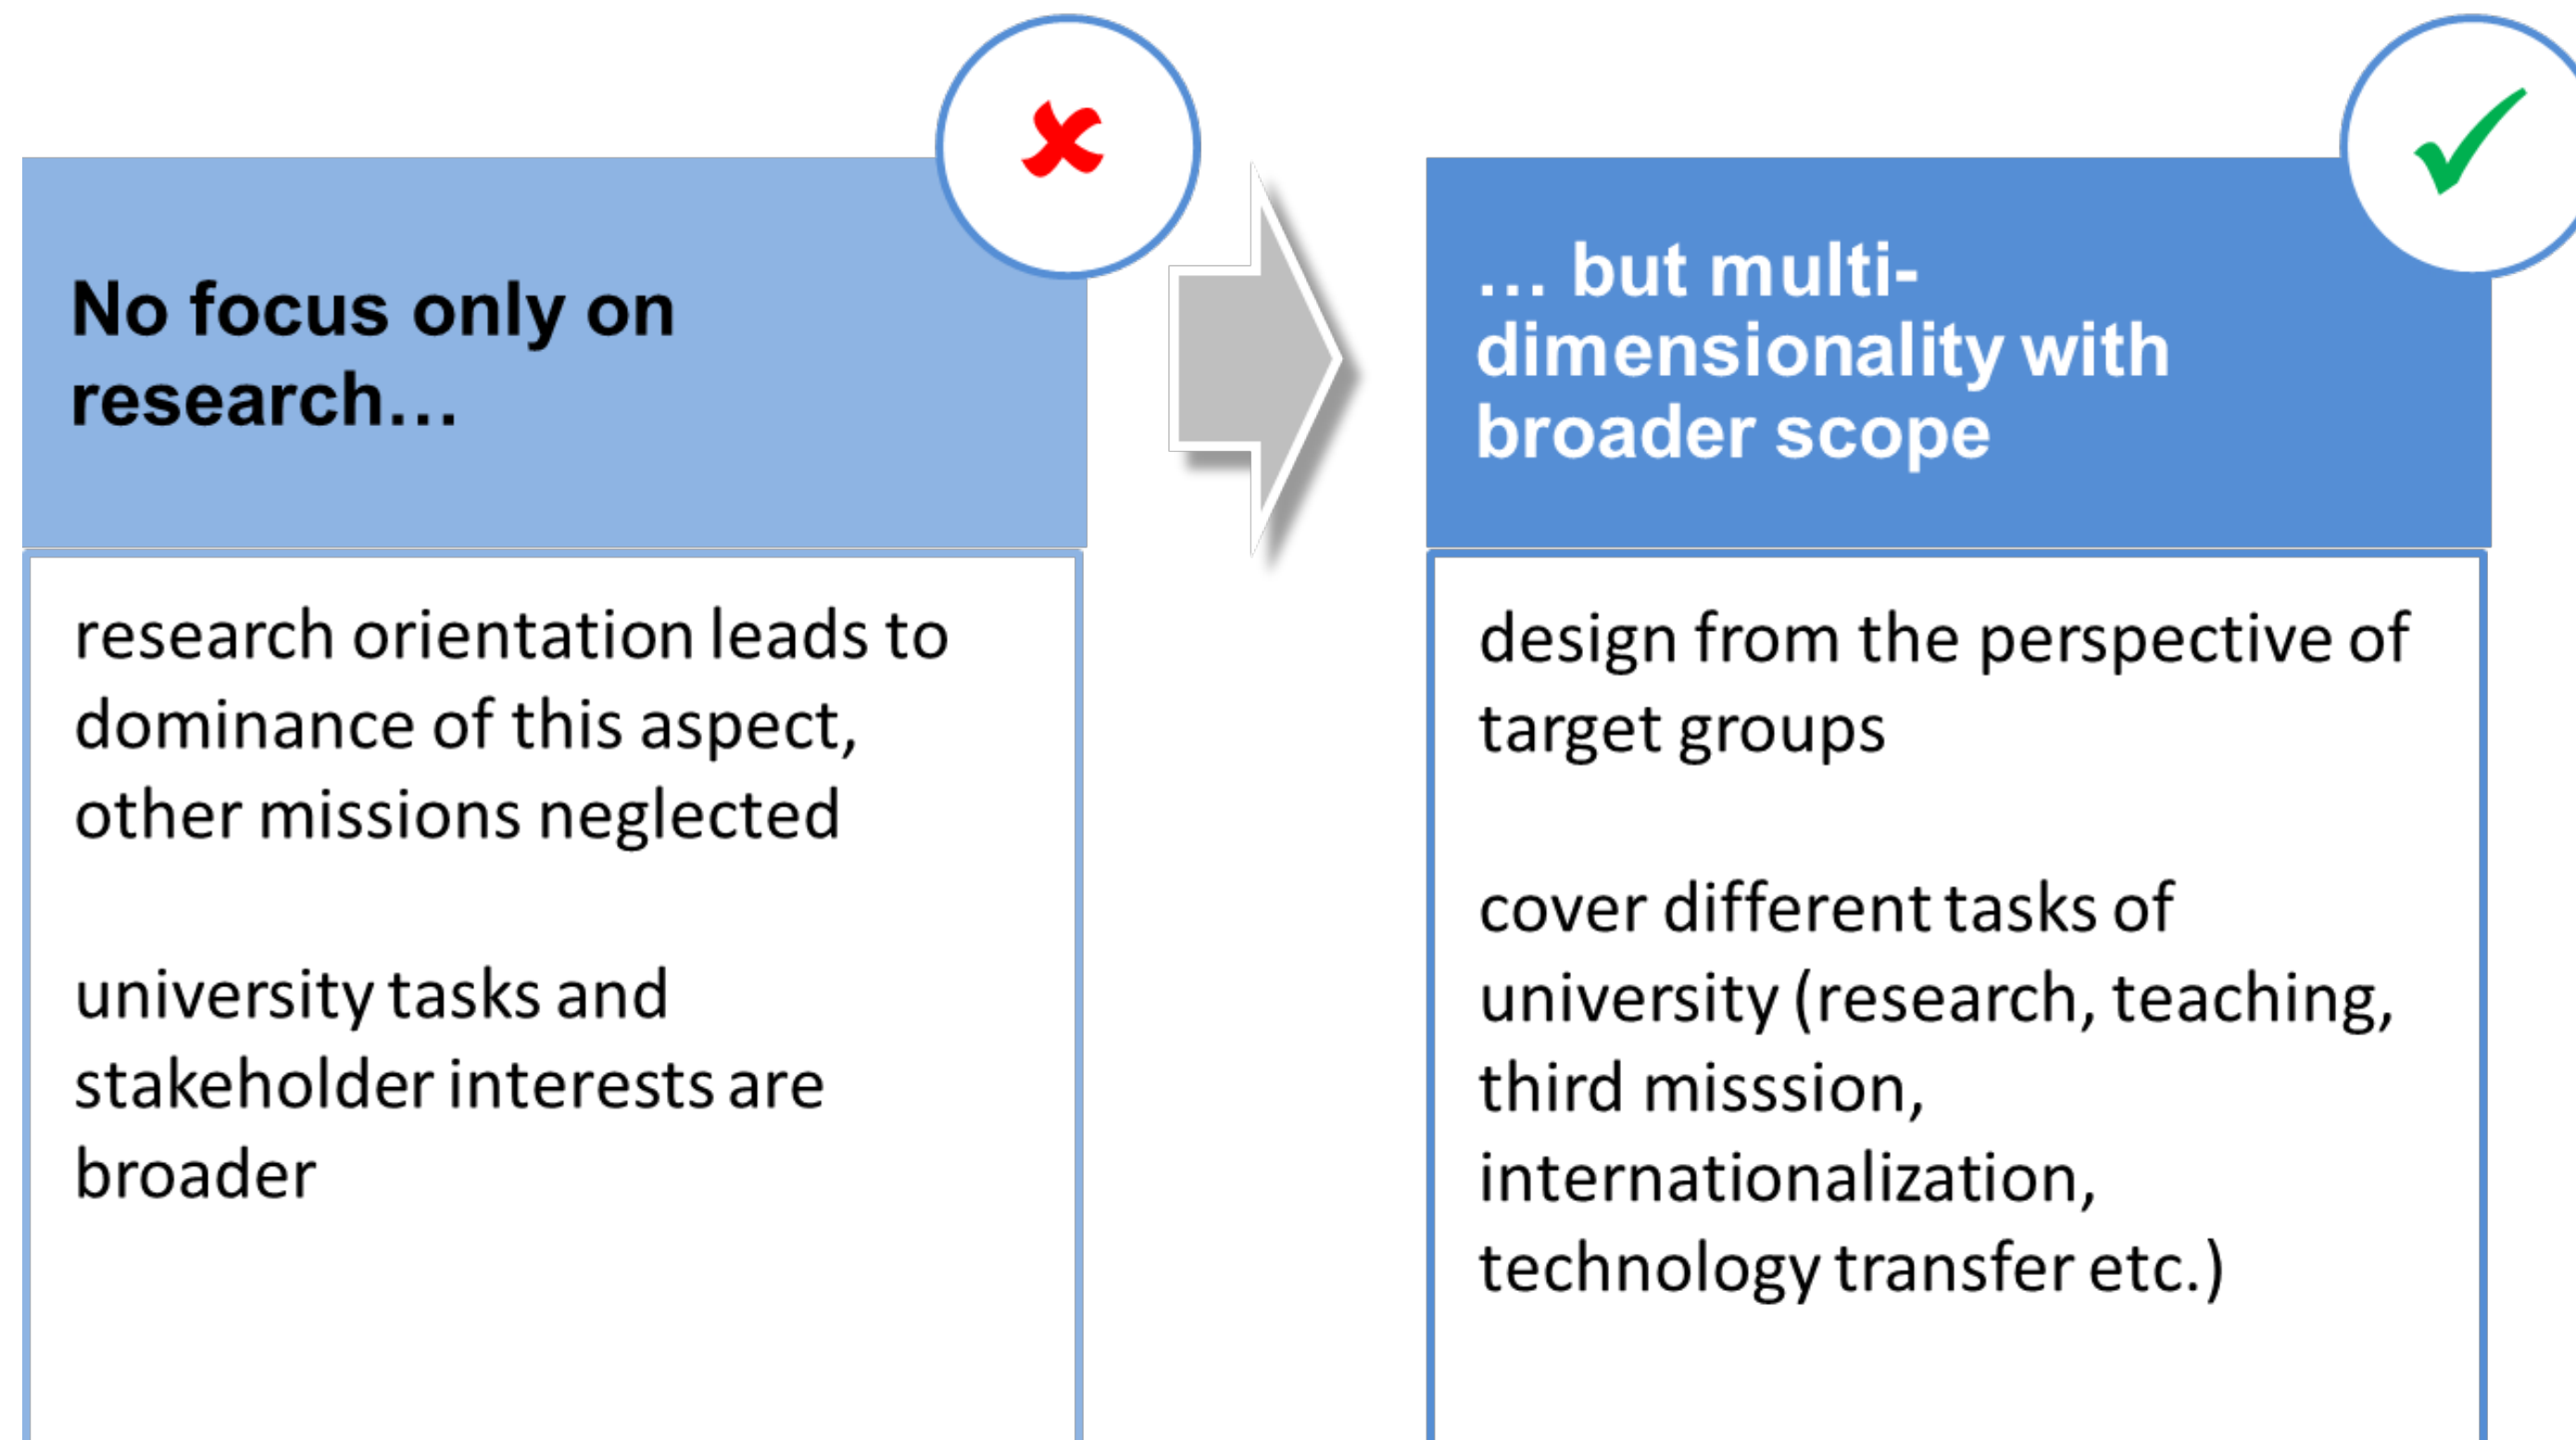 No focus only on
research…
research orientation leads to
dominance of this aspect,
other missions neglected
university tasks and
stakeholder interests are
broader
… but multi-
dimensionality with
broader scope
design from the perspective of
target groups
cover different tasks of
university (research, teaching,
third misssion,
internationalization,
technology transfer etc.)